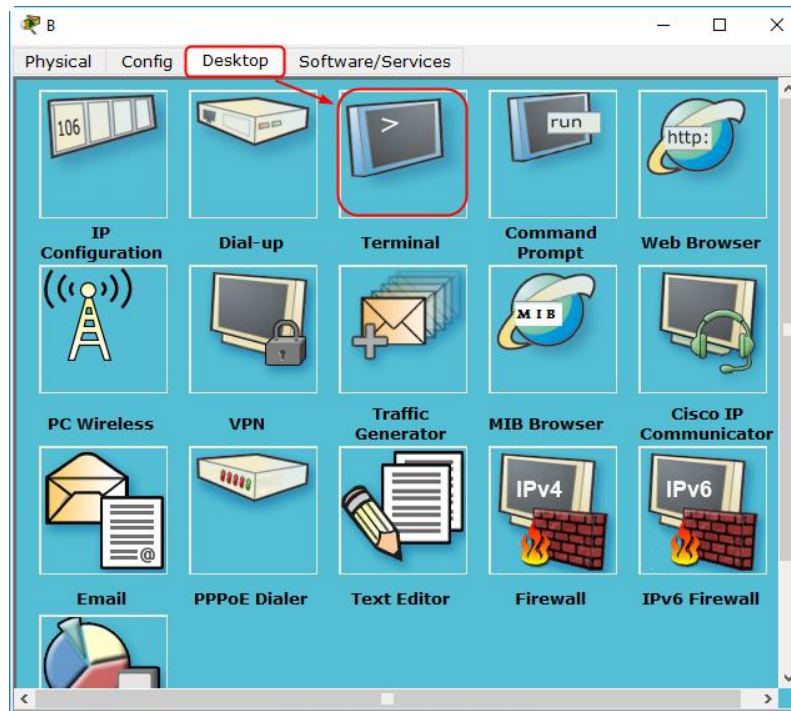 B
Physical Config Desktop Software/Services
106
>
run
http:
IP
Configuration
Dial-up
Terminal
Command
Prompt
Web Browser
MIB
PC Wireless
VPN
Traffic
Generator
MIB Browser
Cisco IP
Communicator
@
IPv4
IPv6
Email
PPPoE Dialer
Text Editor
Firewall
IPv6 Firewall